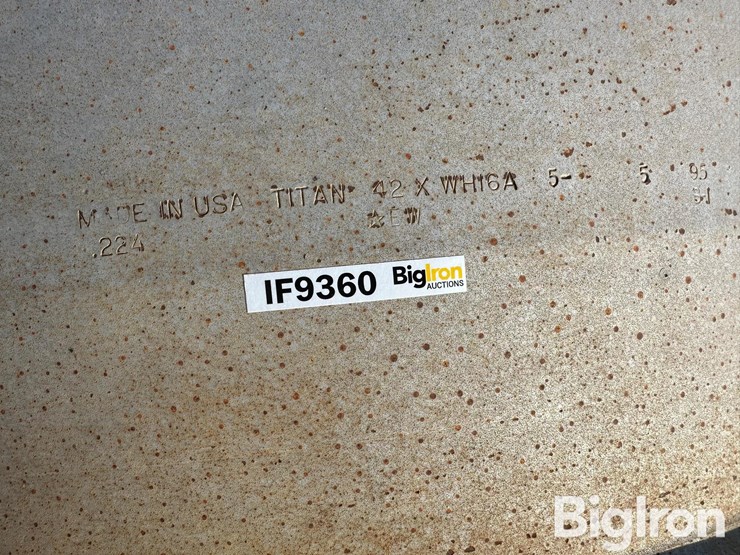 MADE IN USA TITAN 42 X WH16A 5- 5 95
.224
IF9360 BigIron
AUCTIONS
BigIron